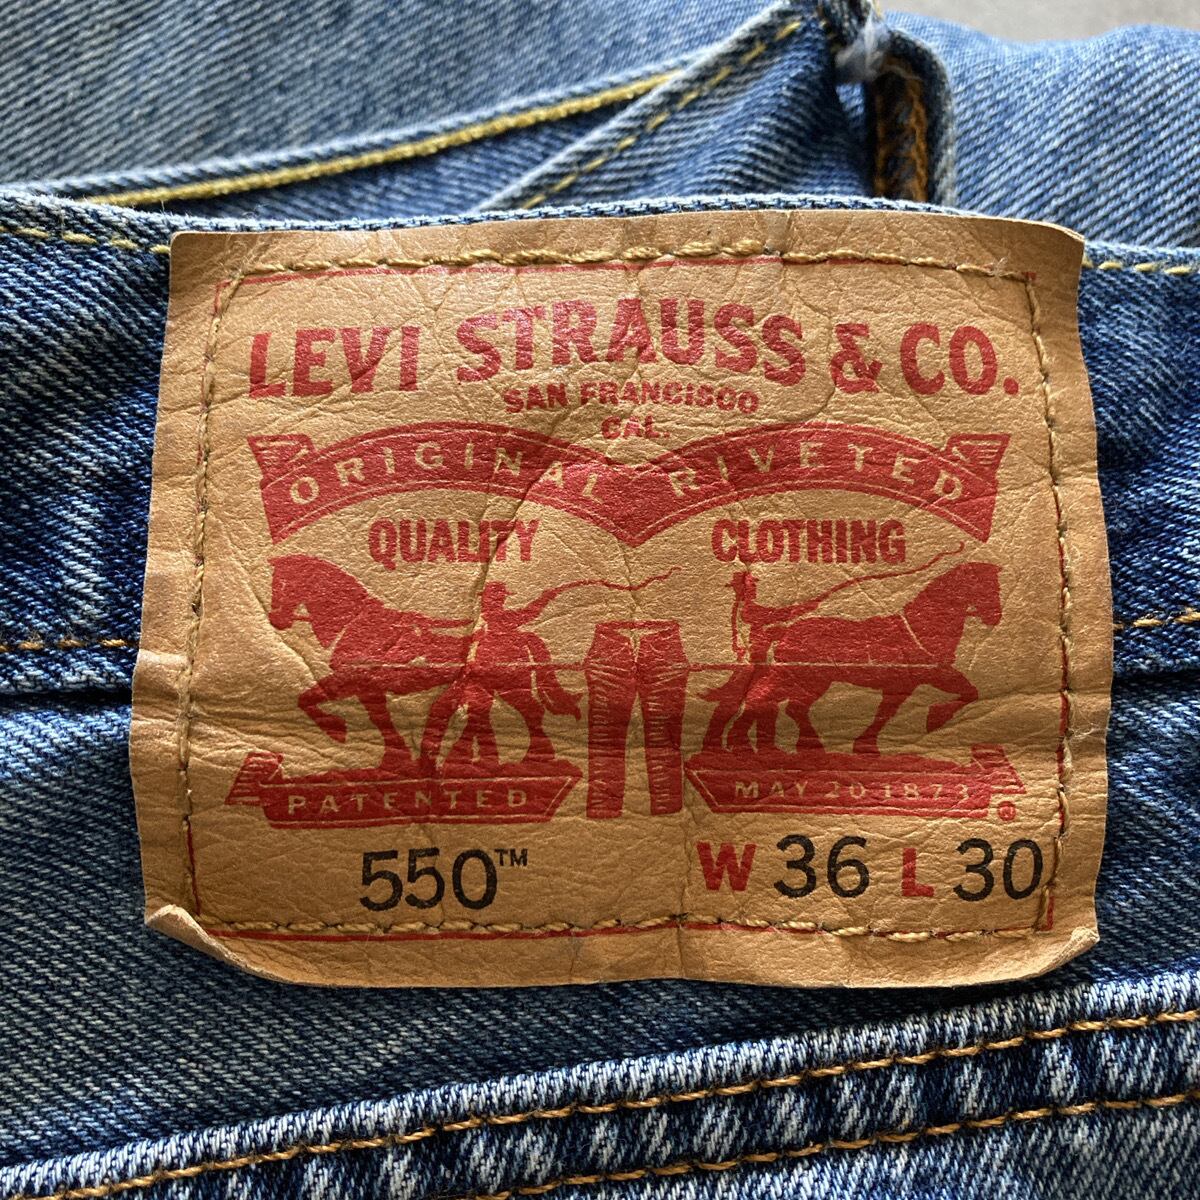 LEVI STRAUSS & CO.
SAN FRANCISCO
CAL.
ORIGINAL RIVETED
QUALITY CLOTHING
PATENTED MAY 20 1873 ®
550™ W 36 L 30